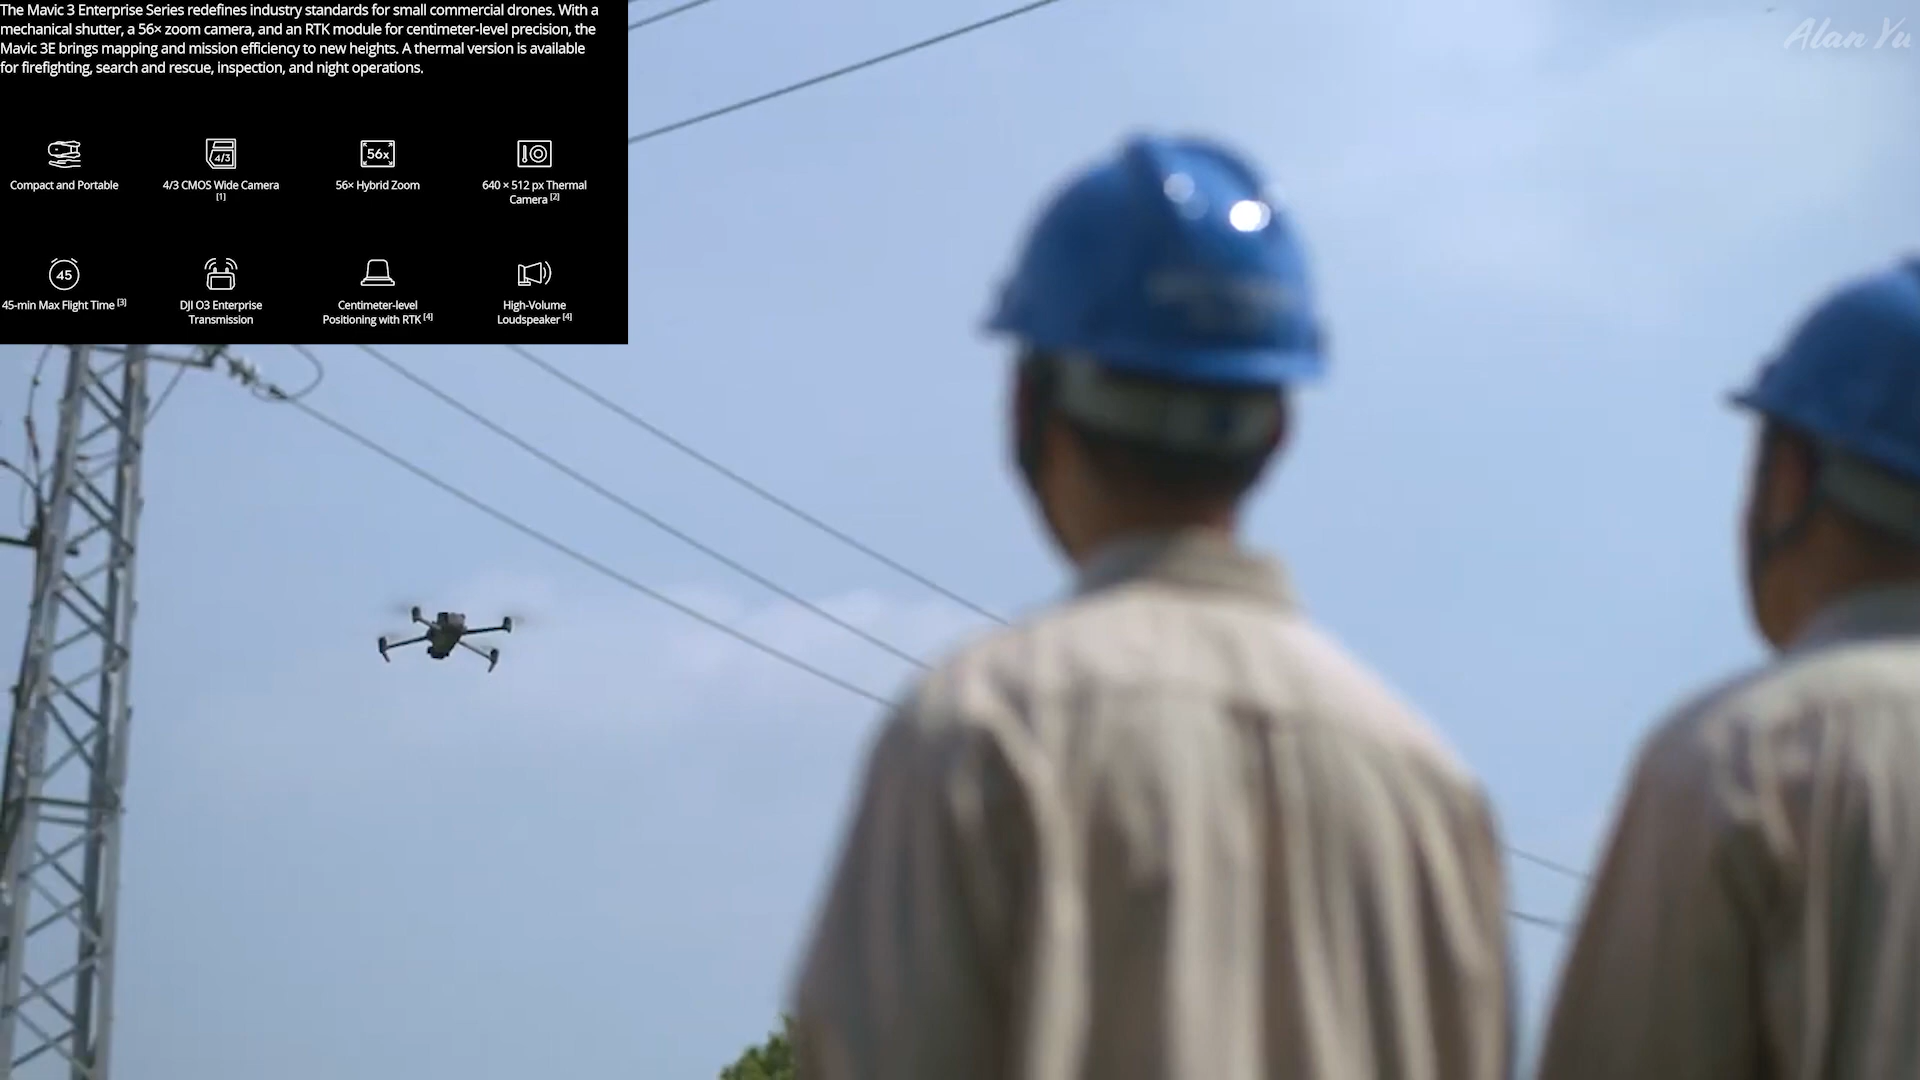 The Mavic 3 Enterprise Series redefines industry standards for small commercial drones. With a
mechanical shutter, a 56× zoom camera, and an RTK module for centimeter-level precision, the
Mavic 3E brings mapping and mission efficiency to new heights. A thermal version is available
for firefighting, search and rescue, inspection, and night operations.
4/3
56x
Compact and Portable
4/3 CMOS Wide Camera
[1]
56× Hybrid Zoom
640 × 512 px Thermal
Camera [2]
45
45-min Max Flight Time [3]
DJI O3 Enterprise
Transmission
Centimeter-level
Positioning with RTK [4]
High-Volume
Loudspeaker [4]
Alan Yu